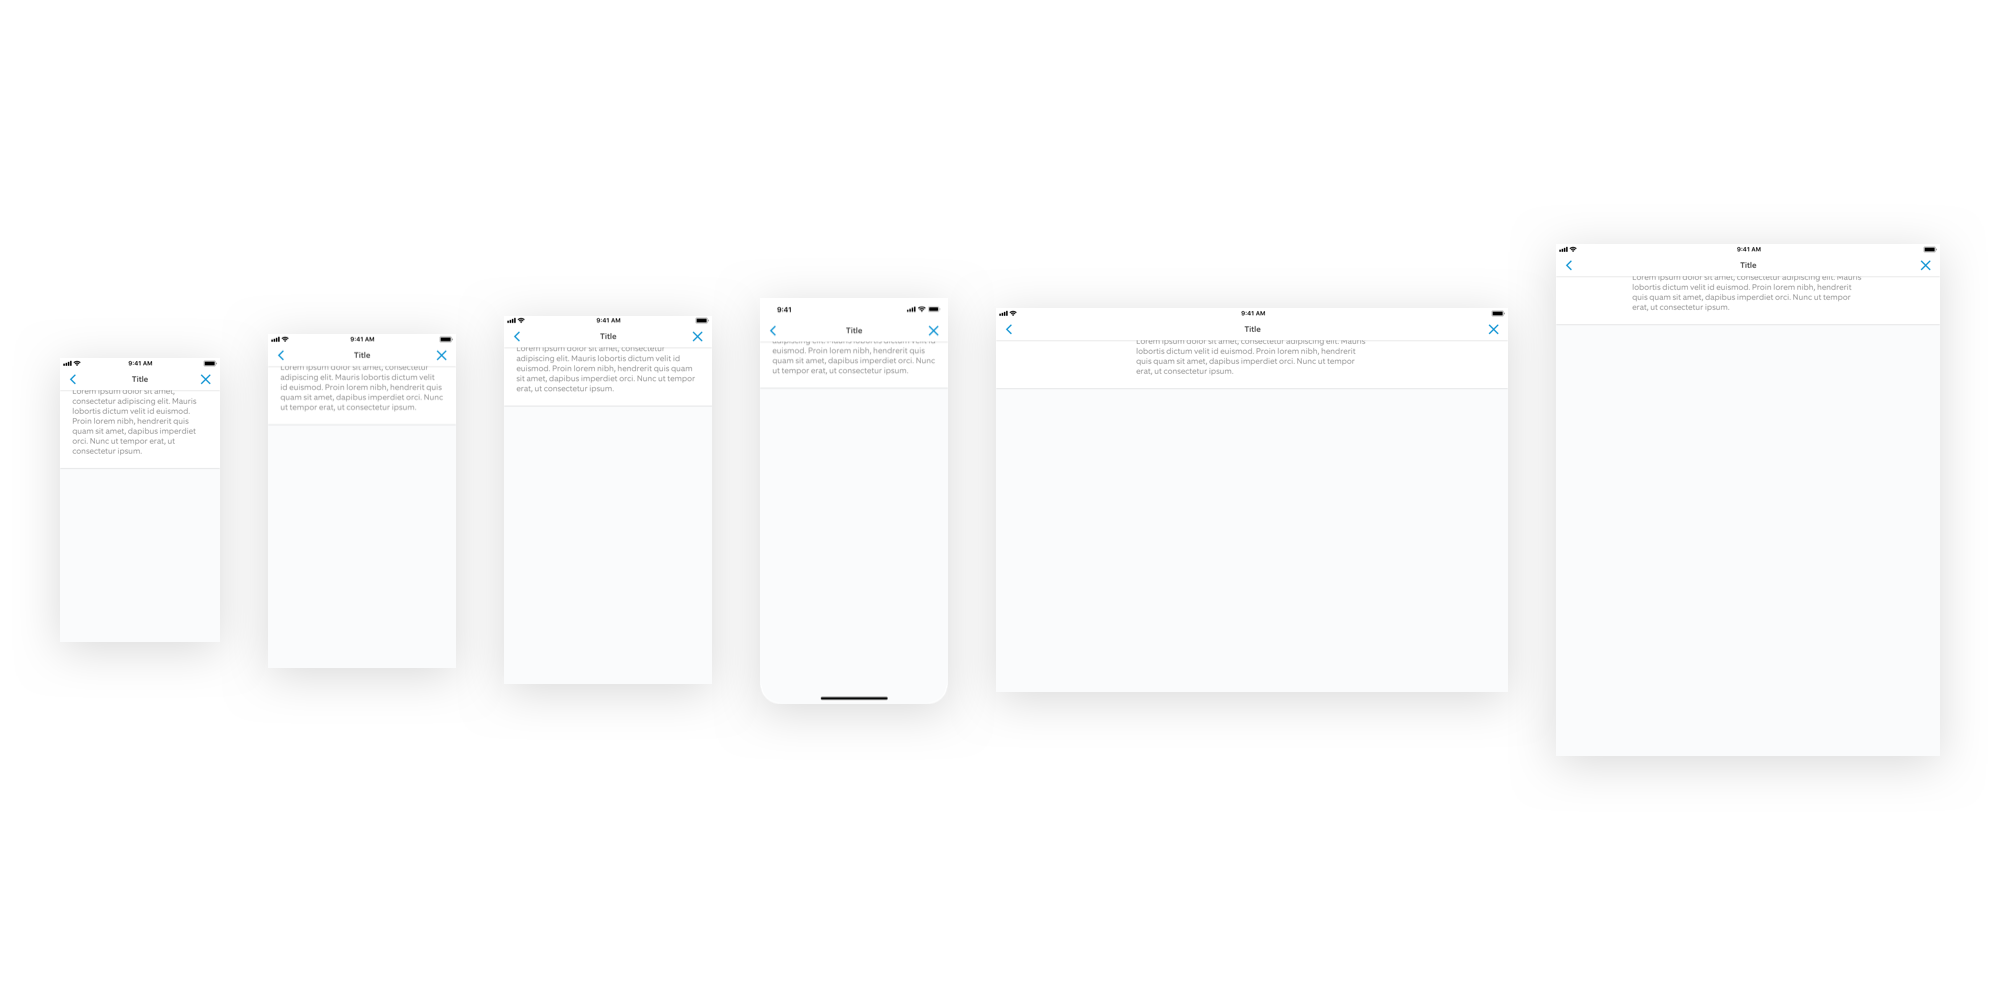 9:41 AM
Title
Lorem ipsum dolor sit amet,
consectetur adipiscing elit. Mauris
lobortis dictum velit id euismod.
Proin lorem nibh, hendrerit quis
quam sit amet, dapibus imperdiet
orci. Nunc ut tempor erat, ut
consectetur ipsum.
9:41 AM
Title
Lorem ipsum dolor sit amet, consectetur
adipiscing elit. Mauris lobortis dictum velit
id euismod. Proin lorem nibh, hendrerit quis
quam sit amet, dapibus imperdiet orci. Nunc
ut tempor erat, ut consectetur ipsum.
9:41 AM
Title
Lorem ipsum dolor sit amet, consectetur
adipiscing elit. Mauris lobortis dictum velit id
euismod. Proin lorem nibh, hendrerit quis quam
sit amet, dapibus imperdiet orci. Nunc ut tempor
erat, ut consectetur ipsum.
9:41
Title
adipiscing elit. Mauris lobortis dictum velit id
euismod. Proin lorem nibh, hendrerit quis
quam sit amet, dapibus imperdiet orci. Nunc
ut tempor erat, ut consectetur ipsum.
9:41 AM
Title
Lorem ipsum dolor sit amet, consectetur adipiscing elit. Mauris
lobortis dictum velit id euismod. Proin lorem nibh, hendrerit
quis quam sit amet, dapibus imperdiet orci. Nunc ut tempor
erat, ut consectetur ipsum.
9:41 AM
Title
Lorem ipsum dolor sit amet, consectetur adipiscing elit. Mauris
lobortis dictum velit id euismod. Proin lorem nibh, hendrerit
quis quam sit amet, dapibus imperdiet orci. Nunc ut tempor
erat, ut consectetur ipsum.